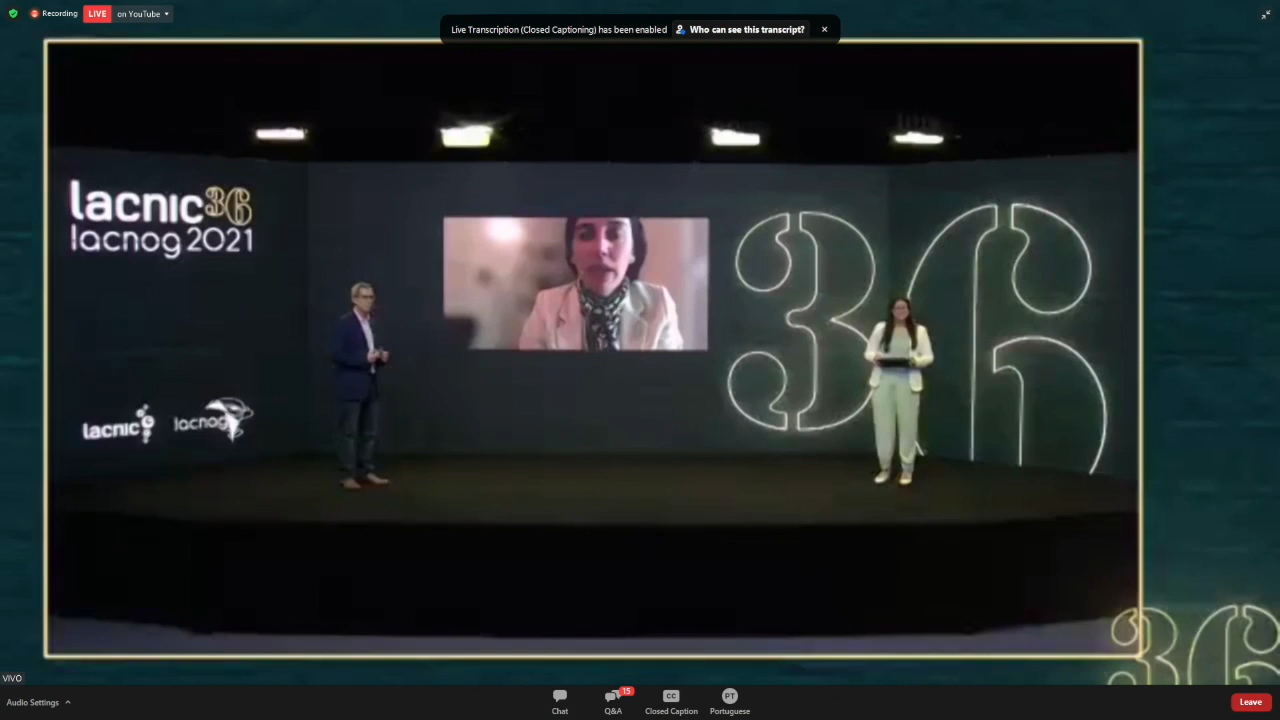 Recording
LIVE
on YouTube
Live Transcription (Closed Captioning) has been enabled
Who can see this transcript?
lacnic36
lacnog 2021
36
lacnic
lacnog
36
VIVO
Audio Settings
Chat
15
Q&A
CC
Closed Caption
PT
Portuguese
Leave